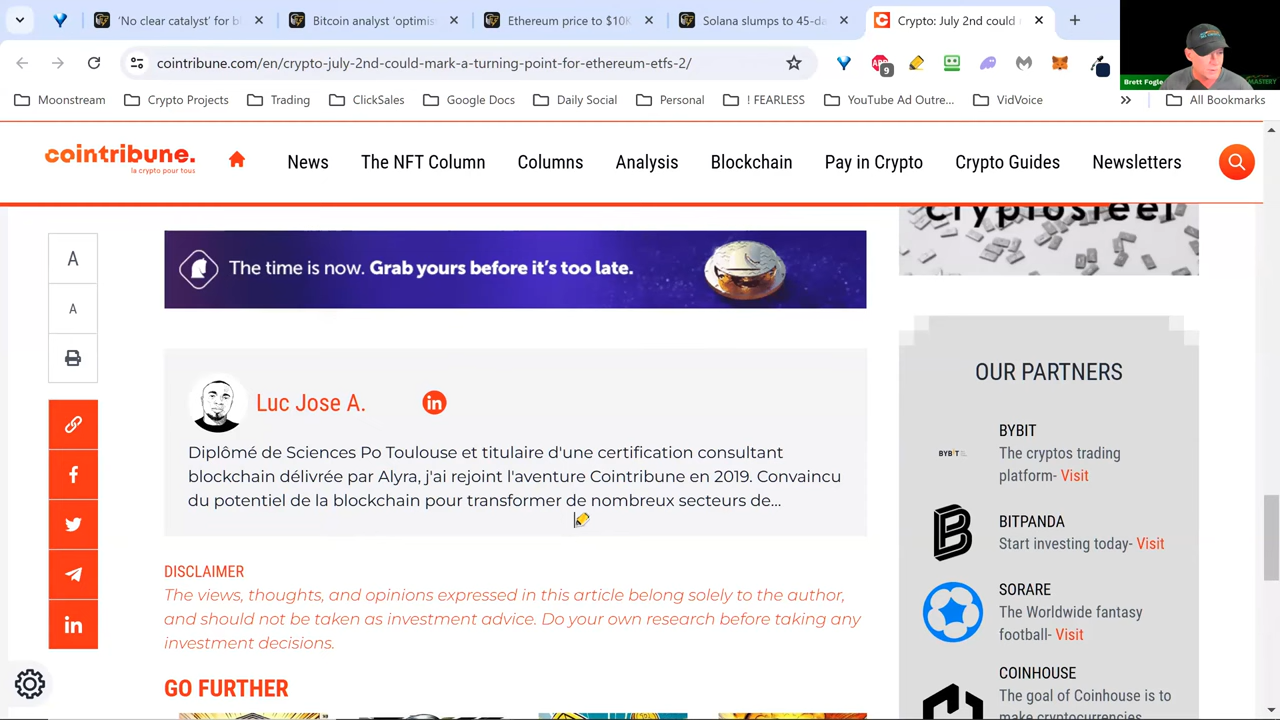 'No clear catalyst' for b
Bitcoin analyst 'optimis
Ethereum price to $10K
Solana slumps to 45-da
Crypto: July 2nd could
cointribune.com/en/crypto-july-2nd-could-mark-a-turning-point-for-ethereum-etfs-2/
9
Brett Fogle
MASTERY
Moonstream
Crypto Projects
Trading
ClickSales
Google Docs
Daily Social
Personal
! FEARLESS
YouTube Ad Outre...
VidVoice
All Bookmarks
cointribune.
la crypto pour tous
News
The NFT Column
Columns
Analysis
Blockchain
Pay in Crypto
Crypto Guides
Newsletters
cryptosteel
A
A
The time is now. Grab yours before it's too late.
Luc Jose A.
in
Diplômé de Sciences Po Toulouse et titulaire d'une certification consultant
blockchain délivrée par Alyra, j'ai rejoint l'aventure Cointribune en 2019. Convaincu
du potentiel de la blockchain pour transformer de nombreux secteurs de...
DISCLAIMER
The views, thoughts, and opinions expressed in this article belong solely to the author,
and should not be taken as investment advice. Do your own research before taking any
investment decisions.
GO FURTHER
OUR PARTNERS
BYBIT
The crypto trading
platform- Visit
BITPANDA
Start investing today- Visit
SORARE
The Worldwide fantasy
football- Visit
COINHOUSE
The goal of Coinhouse is to
make cryptocurrencies